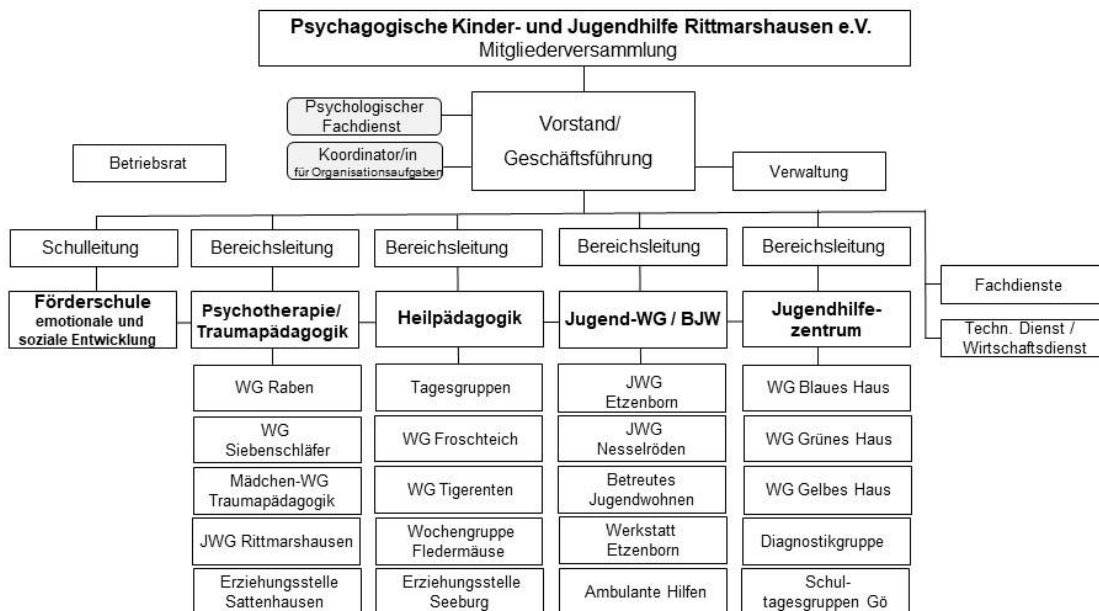 Psychagogische Kinder- und Jugendhilfe Rittmarshausen e.V.
Mitgliederversammlung
Psychologischer
Fachdienst
Vorstand/
Geschäftsführung
Koordinator/in
für Organisationsaufgaben
Betriebsrat
Verwaltung
Schulleitung
Bereichsleitung
Bereichsleitung
Bereichsleitung
Bereichsleitung
Fachdienste
Techn. Dienst /
Wirtschaftsdienst
Förderschule
emotionale und
soziale Entwicklung
Psychotherapie/
Traumapädagogik
Heilpädagogik
Jugend-WG / BJW
Jugendhilfe-
zentrum
WG Raben
Tagesgruppen
JWG
Etzenborn
WG Blaues Haus
WG
Siebenschläfer
WG Froschteich
JWG
Nesselröden
WG Grünes Haus
Mädchen-WG
Traumapädagogik
WG Tigerenten
Betreutes
Jugendwohnen
WG Gelbes Haus
JWG Rittmarshausen
Wochengruppe
Fledermäuse
Werkstatt
Etzenborn
Diagnostikgruppe
Erziehungsstelle
Sattenhausen
Erziehungsstelle
Seeburg
Ambulante Hilfen
Schul-
tagesgruppen Gö